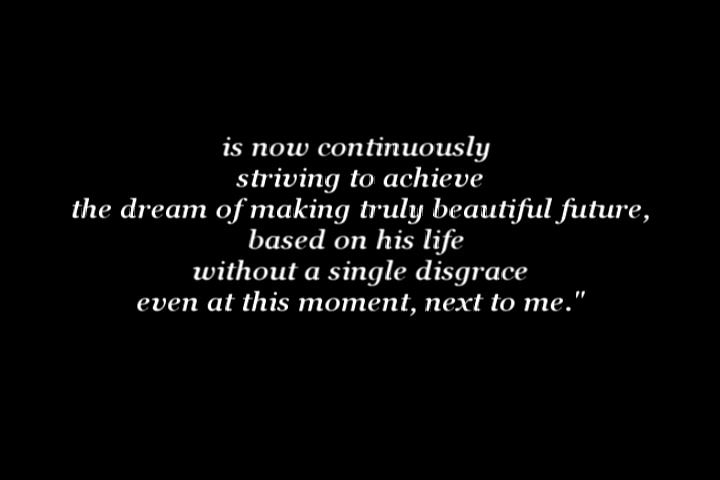 is now continuously
striving to achieve
the dream of making truly beautiful future,
based on his life
without a single disgrace
even at this moment, next to me."